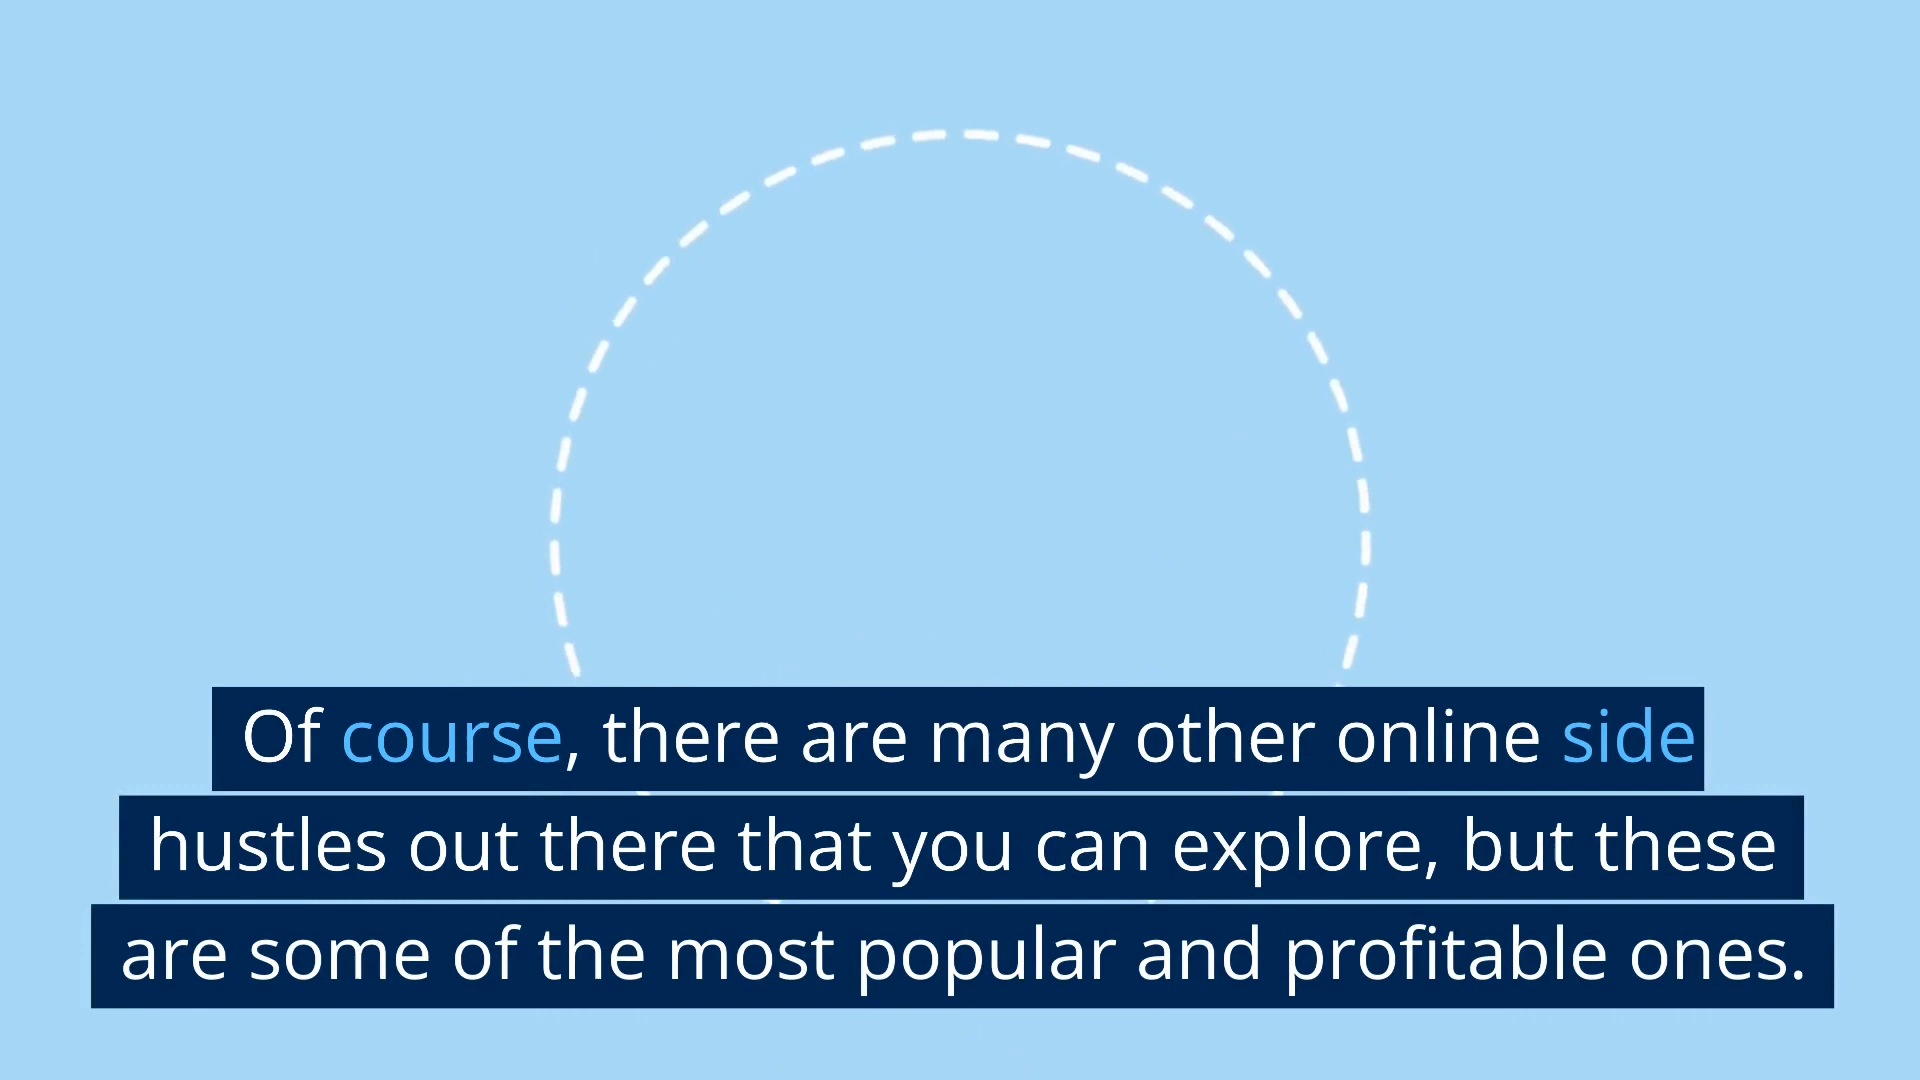 Of course, there are many other online side
hustles out there that you can explore, but these
are some of the most popular and profitable ones.